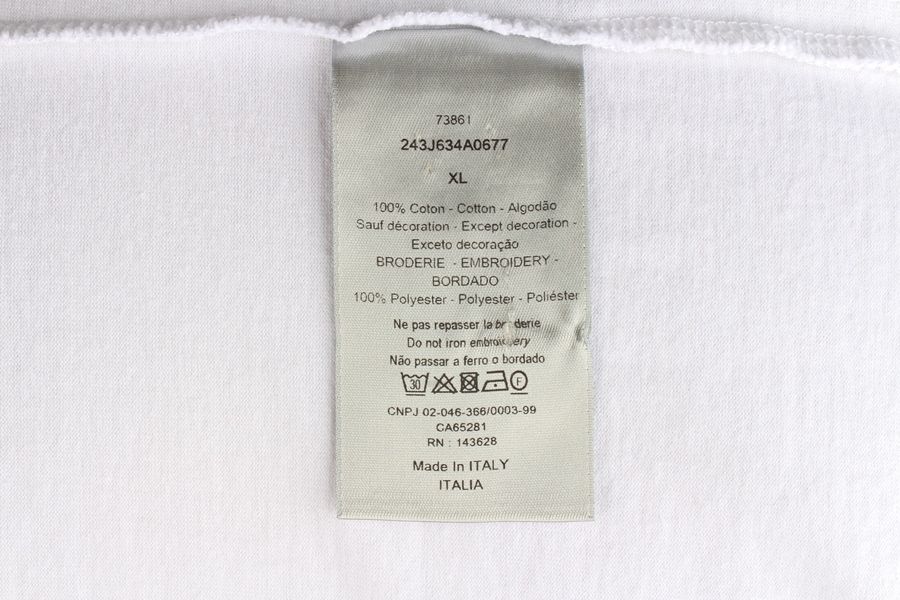 73861
243J634A0677
XL
100% Coton - Cotton - Algodão
Sauf décoration - Except decoration -
Exceto decoração
BRODERIE - EMBROIDERY -
BORDADO
100% Polyester - Polyester - Poliéster
Ne pas repasser la broderie
Do not iron embroidery
Não passar a ferro o bordado
30 F
CNPJ 02-046-366/0003-99
CA65281
RN : 143628
Made In ITALY
ITALIA